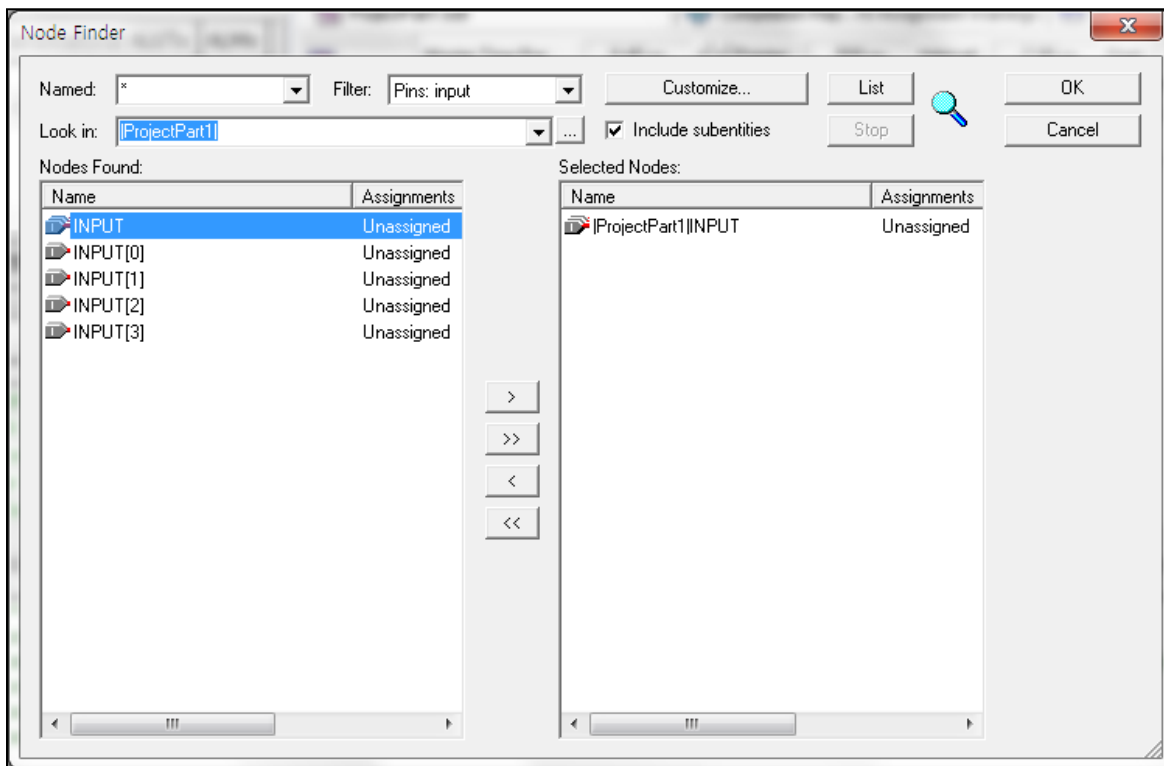 Node Finder
Named: * Filter: Pins: input Customize... List OK
Look in: |ProjectPart1| ... Include subentities Stop Cancel
Nodes Found: Selected Nodes:
Name Assignments Name Assignments
INPUT Unassigned |ProjectPart1|INPUT Unassigned
INPUT[0] Unassigned
INPUT[1] Unassigned
INPUT[2] Unassigned
INPUT[3] Unassigned
>
>>
<
<<